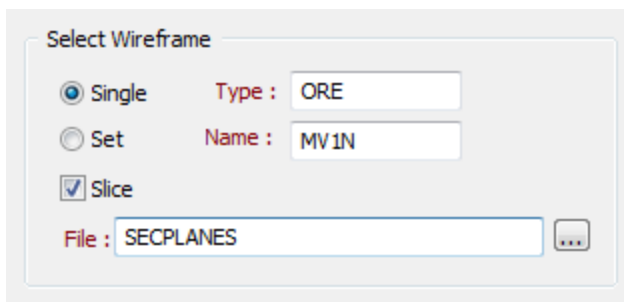 Select Wireframe
Single Type : ORE
Set Name : MV1N
Slice
File : SECPLANES ...